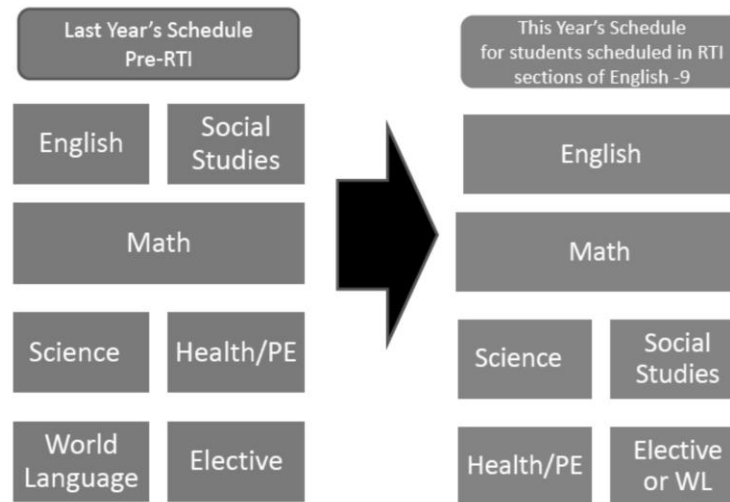 Last Year's Schedule
Pre-RTI
English
Social
Studies
Math
Science
Health/PE
World
Language
Elective
This Year's Schedule
for students scheduled in RTI
sections of English -9
English
Math
Science
Social
Studies
Health/PE
Elective
or WL